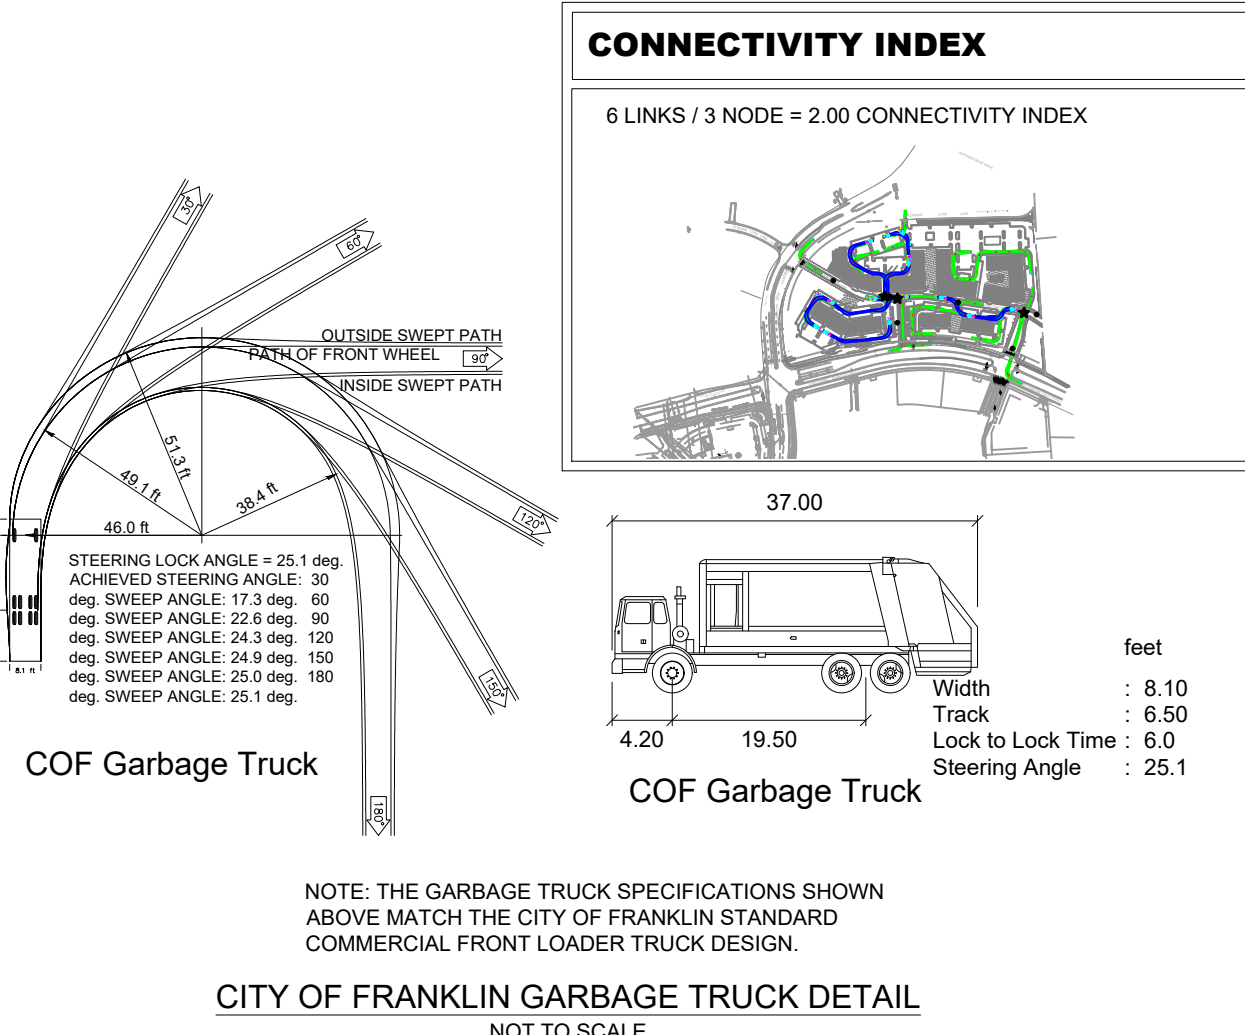 CONNECTIVITY INDEX
6 LINKS / 3 NODE = 2.00 CONNECTIVITY INDEX
30°
60°
OUTSIDE SWEPT PATH
PATH OF FRONT WHEEL
90°
INSIDE SWEPT PATH
51.3 ft
49.1 ft
38.4 ft
46.0 ft
120°
STEERING LOCK ANGLE = 25.1 deg.
ACHIEVED STEERING ANGLE: 30
deg. SWEEP ANGLE: 17.3 deg. 60
deg. SWEEP ANGLE: 22.6 deg. 90
deg. SWEEP ANGLE: 24.3 deg. 120
deg. SWEEP ANGLE: 24.9 deg. 150
deg. SWEEP ANGLE: 25.0 deg. 180
deg. SWEEP ANGLE: 25.1 deg.
8.1 ft
150°
180°
COF Garbage Truck
37.00
4.20
19.50
COF Garbage Truck
feet
Width : 8.10
Track : 6.50
Lock to Lock Time : 6.0
Steering Angle : 25.1
NOTE: THE GARBAGE TRUCK SPECIFICATIONS SHOWN
ABOVE MATCH THE CITY OF FRANKLIN STANDARD
COMMERCIAL FRONT LOADER TRUCK DESIGN.
CITY OF FRANKLIN GARBAGE TRUCK DETAIL
NOT TO SCALE